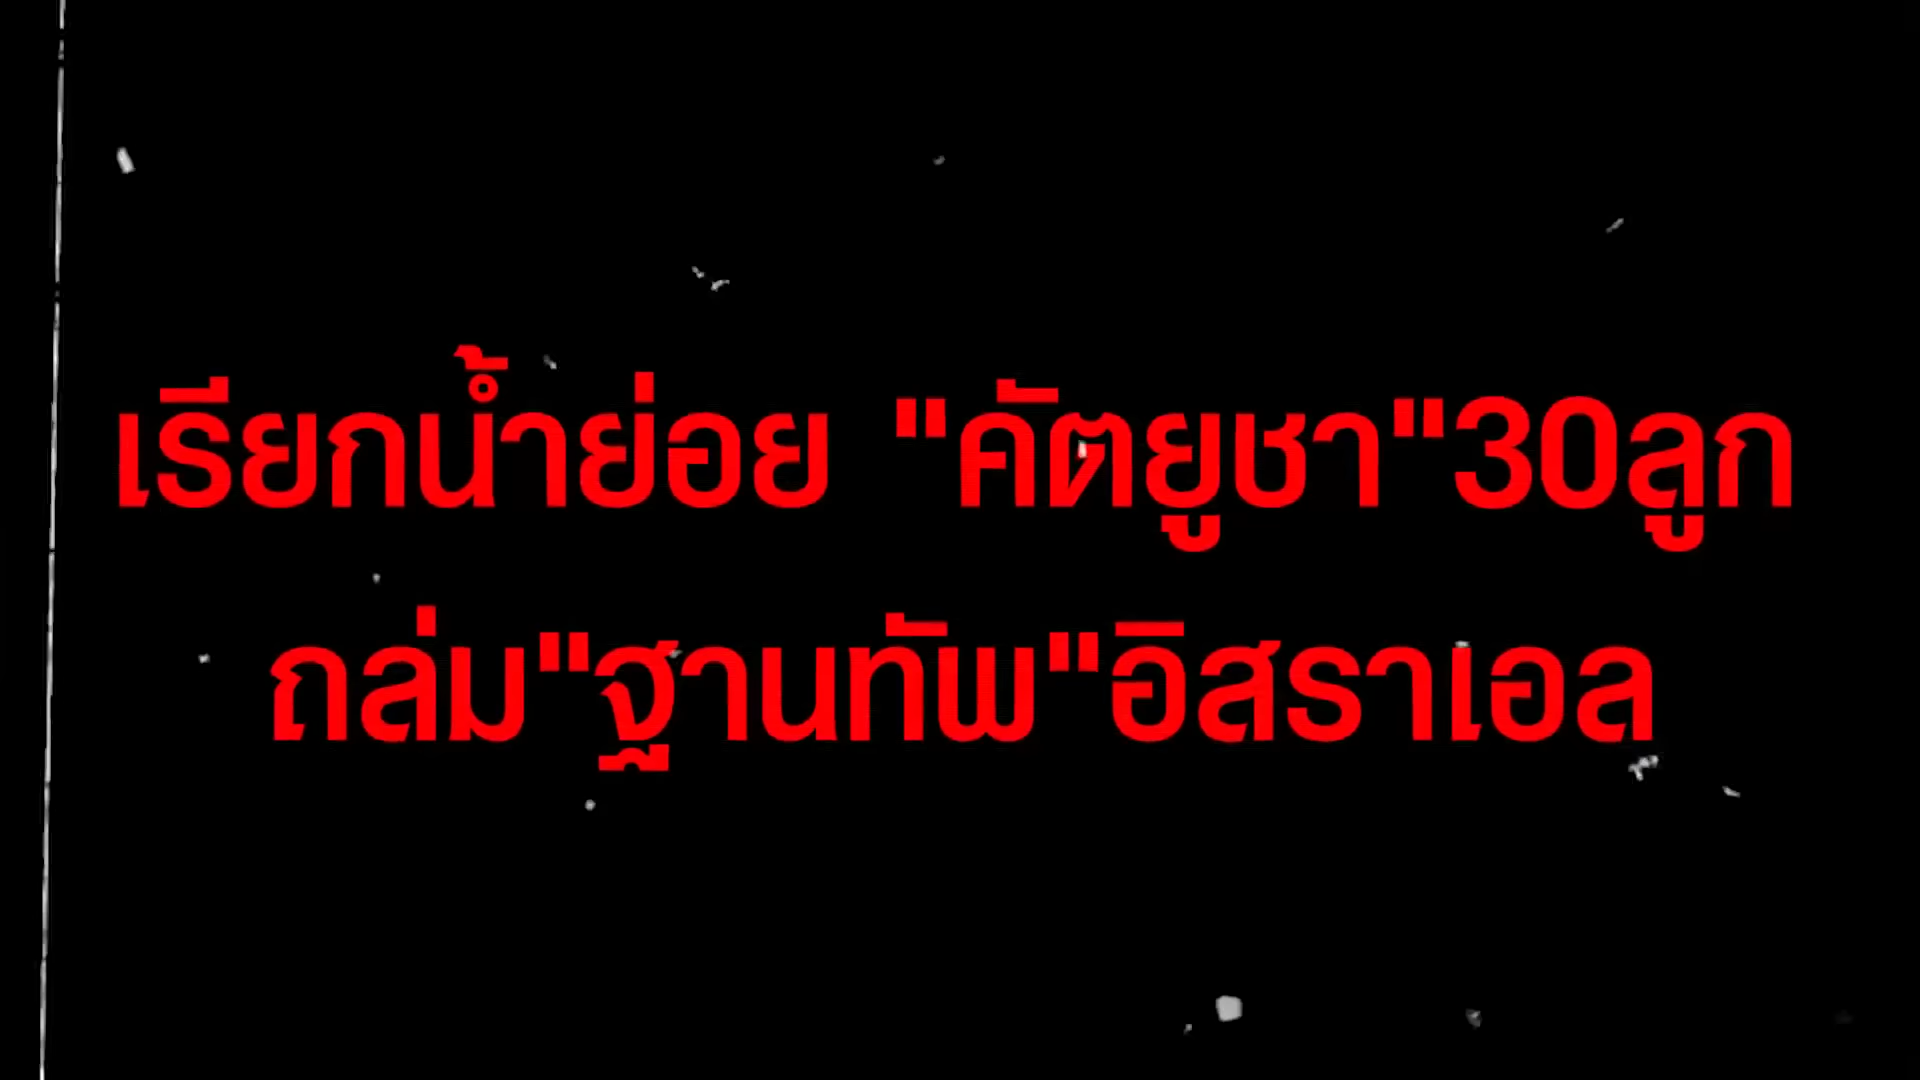 เรียกน้ำย่อย "คัตยูชา"30ลูก
ถล่ม"ฐานทัพ"อิสราเอล